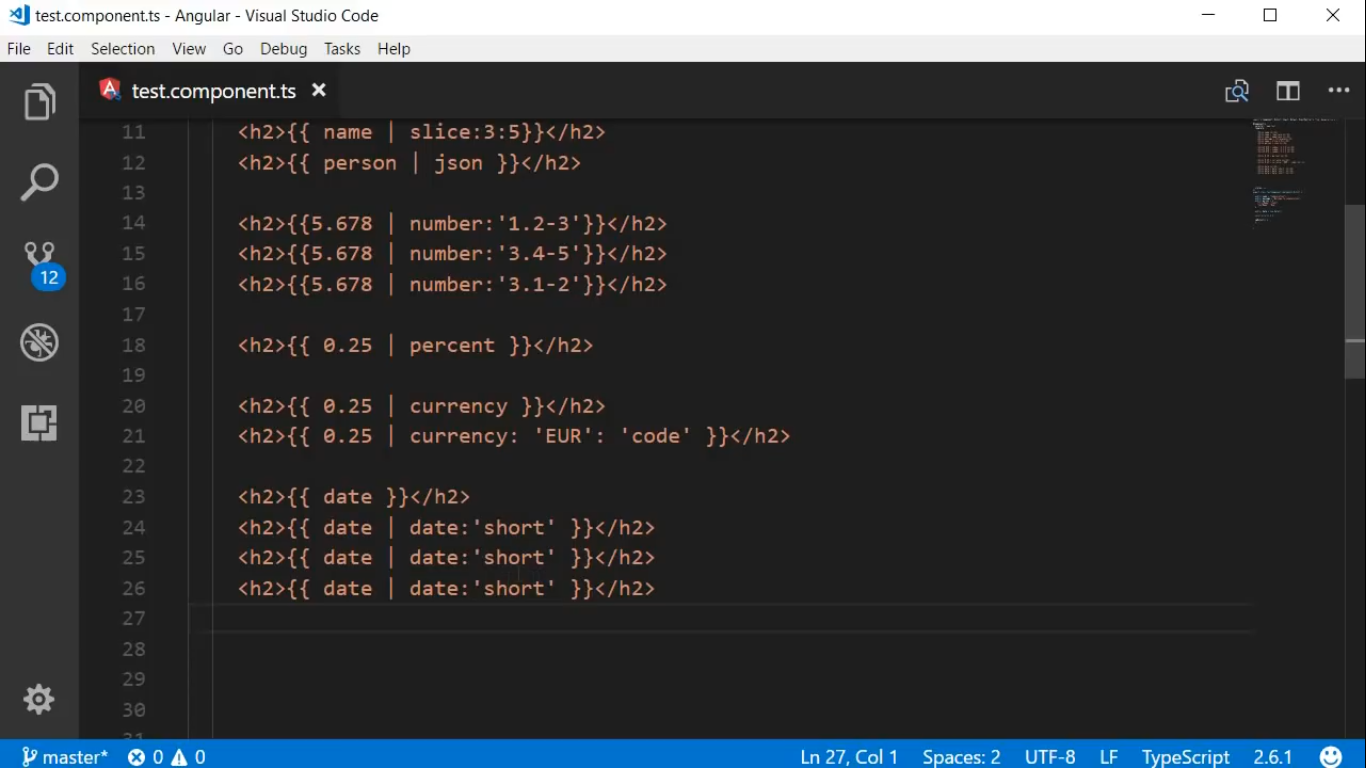 test.component.ts - Angular - Visual Studio Code
File Edit Selection View Go Debug Tasks Help
test.component.ts
11 <h2>{{ name | slice:3:5}}</h2>
12 <h2>{{ person | json }}</h2>
13
14 <h2>{{5.678 | number:'1.2-3'}}</h2>
15 <h2>{{5.678 | number:'3.4-5'}}</h2>
16 <h2>{{5.678 | number:'3.1-2'}}</h2>
17
18 <h2>{{ 0.25 | percent }}</h2>
19
20 <h2>{{ 0.25 | currency }}</h2>
21 <h2>{{ 0.25 | currency: 'EUR': 'code' }}</h2>
22
23 <h2>{{ date }}</h2>
24 <h2>{{ date | date:'short' }}</h2>
25 <h2>{{ date | date:'short' }}</h2>
26 <h2>{{ date | date:'short' }}</h2>
27
28
29
30
31
12
master* 0 0 Ln 27, Col 1 Spaces: 2 UTF-8 LF TypeScript 2.6.1